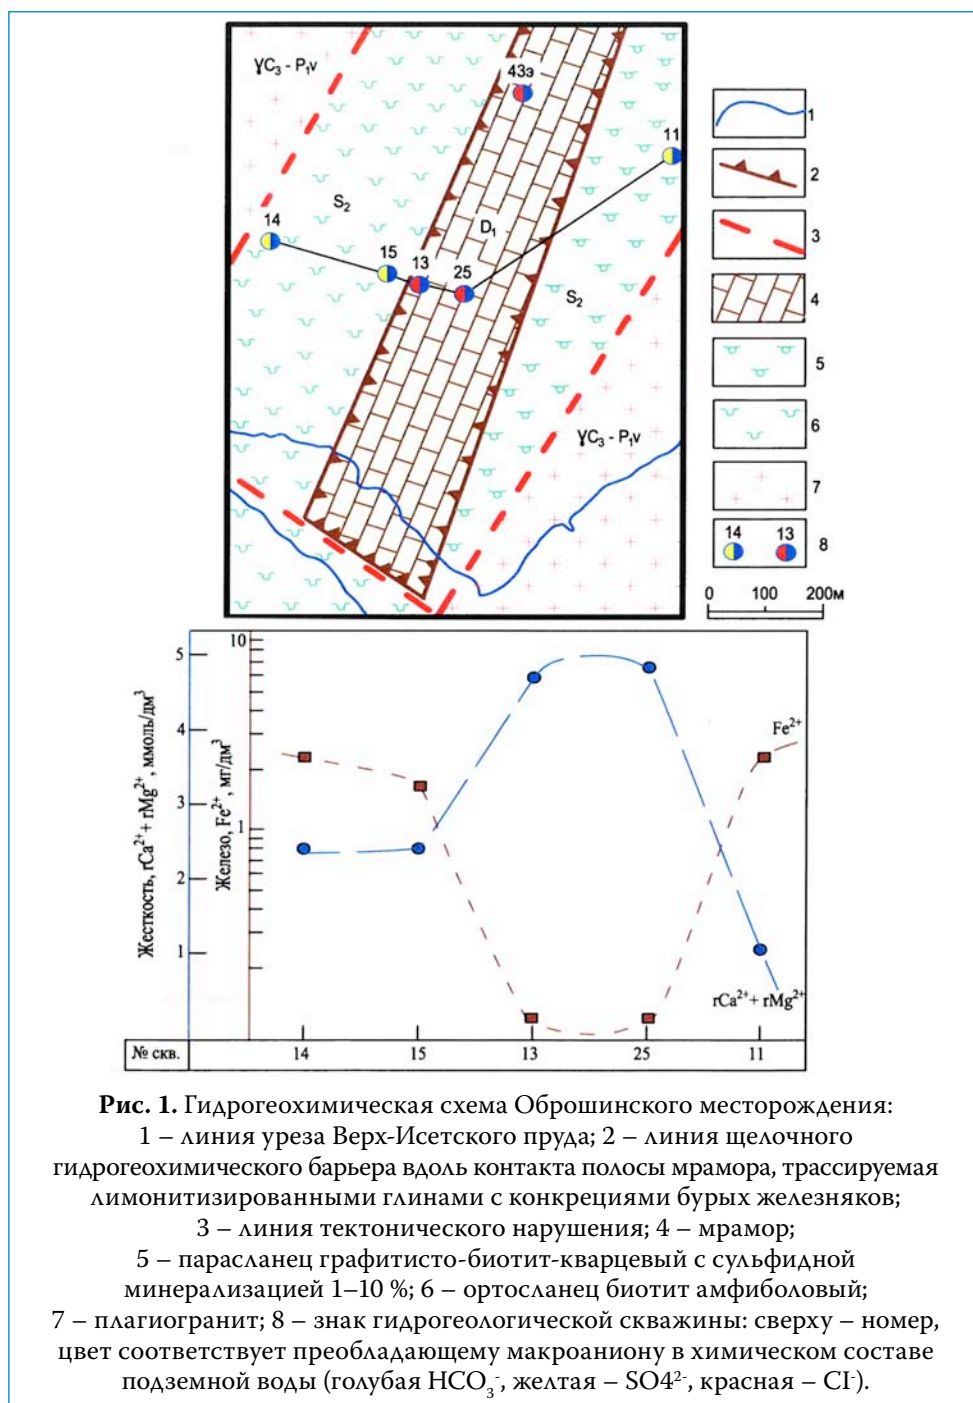 ɣC₃ - P₁v
43э
1
11
2
S₂
14
D₁
3
15
13
25
4
S₂
5
6
ɣC₃ - P₁v
7
14
13
8
0 100 200м
Жесткость, rCa²⁺ + rMg²⁺, ммоль/дм³
5
4
3
2
1
Железо, Fe²⁺, мг/дм³
10
1
Fe²⁺
rCa²⁺ + rMg²⁺
№ скв. 14 15 13 25 11
Рис. 1. Гидрогеохимическая схема Оброшинского месторождения:
1 – линия уреза Верх-Исетского пруда; 2 – линия щелочного
гидрогеохимического барьера вдоль контакта полосы мрамора, трассируемая
лимонитизированными глинами с конкрециями бурых железняков;
3 – линия тектонического нарушения; 4 – мрамор;
5 – парасланец графитисто-биотит-кварцевый с сульфидной
минерализацией 1–10 %; 6 – ортосланец биотит амфиболовый;
7 – плагиогранит; 8 – знак гидрогеологической скважины: сверху – номер,
цвет соответствует преобладающему макроаниону в химическом составе
подземной воды (голубая HCO₃⁻, желтая – SO4²⁻, красная – CI⁻).